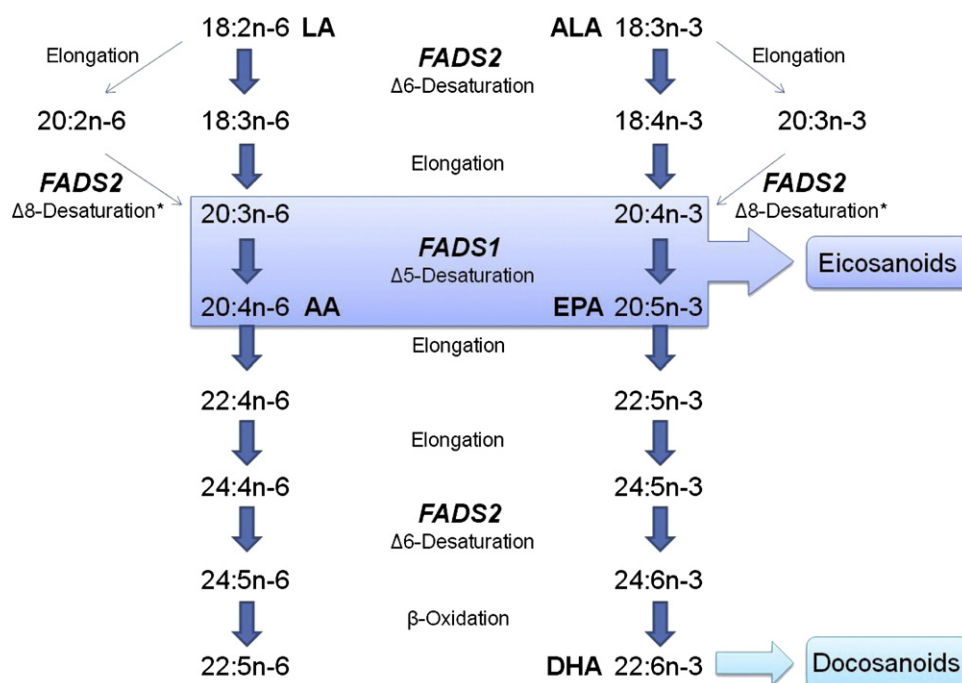 18:2n-6 LA
ALA 18:3n-3
Elongation
FADS2
Δ6-Desaturation
Elongation
20:2n-6
18:3n-6
18:4n-3
20:3n-3
Elongation
FADS2
Δ8-Desaturation*
FADS2
Δ8-Desaturation*
20:3n-6
20:4n-3
FADS1
Δ5-Desaturation
Eicosanoids
20:4n-6 AA
EPA 20:5n-3
Elongation
22:4n-6
22:5n-3
Elongation
24:4n-6
24:5n-3
FADS2
Δ6-Desaturation
24:5n-6
24:6n-3
β-Oxidation
22:5n-6
DHA 22:6n-3
Docosanoids